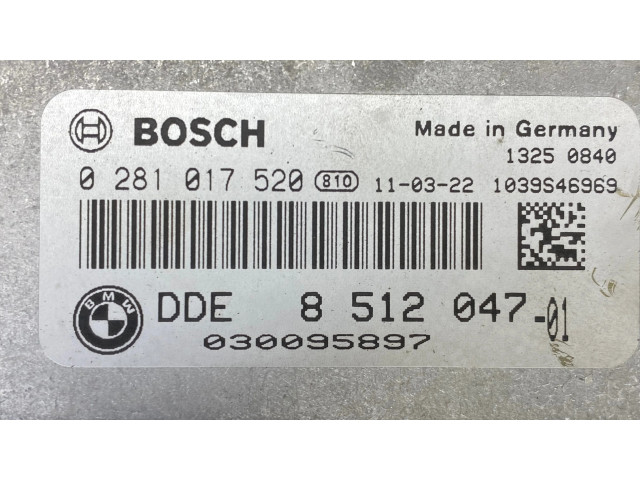 BOSCH Made in Germany
1325 0840
0 281 017 520 810 11-03-22 1039S46969
BMW DDE 8 512 047-01
030095897